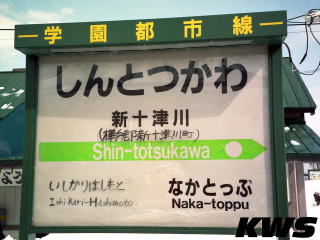 学園都市線
しんとつかわ
新十津川
(樺戸郡新十津川町)
Shin-totsukawa
いしかりはしもと
なかとっぷ
Ishi Kari-Hashimoto
Naka-toppu
KWS